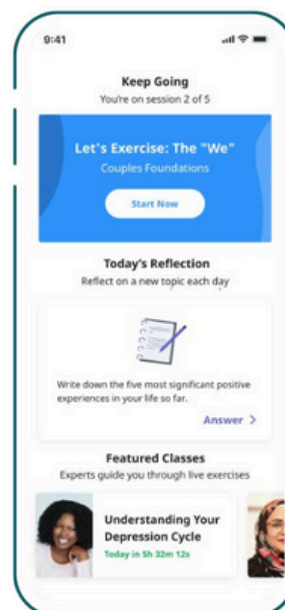 9:41
Keep Going
You're on session 2 of 5
Let's Exercise: The "We"
Couples Foundations
Start Now
Today's Reflection
Reflect on a new topic each day
Write down the five most significant positive
experiences in your life so far.
Answer >
Featured Classes
Experts guide you through live exercises
Understanding Your
Depression Cycle
Today in 5h 32m 12s